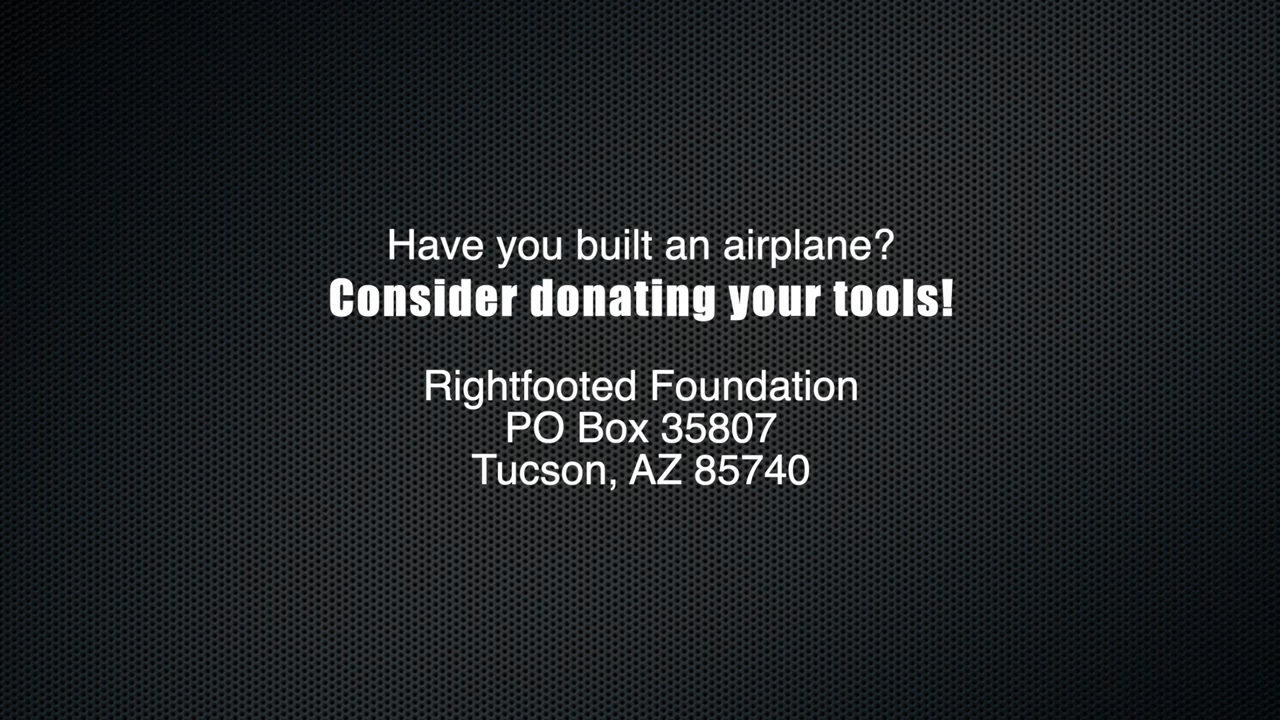 Have you built an airplane?
Consider donating your tools!
Rightfooted Foundation
PO Box 35807
Tucson, AZ 85740